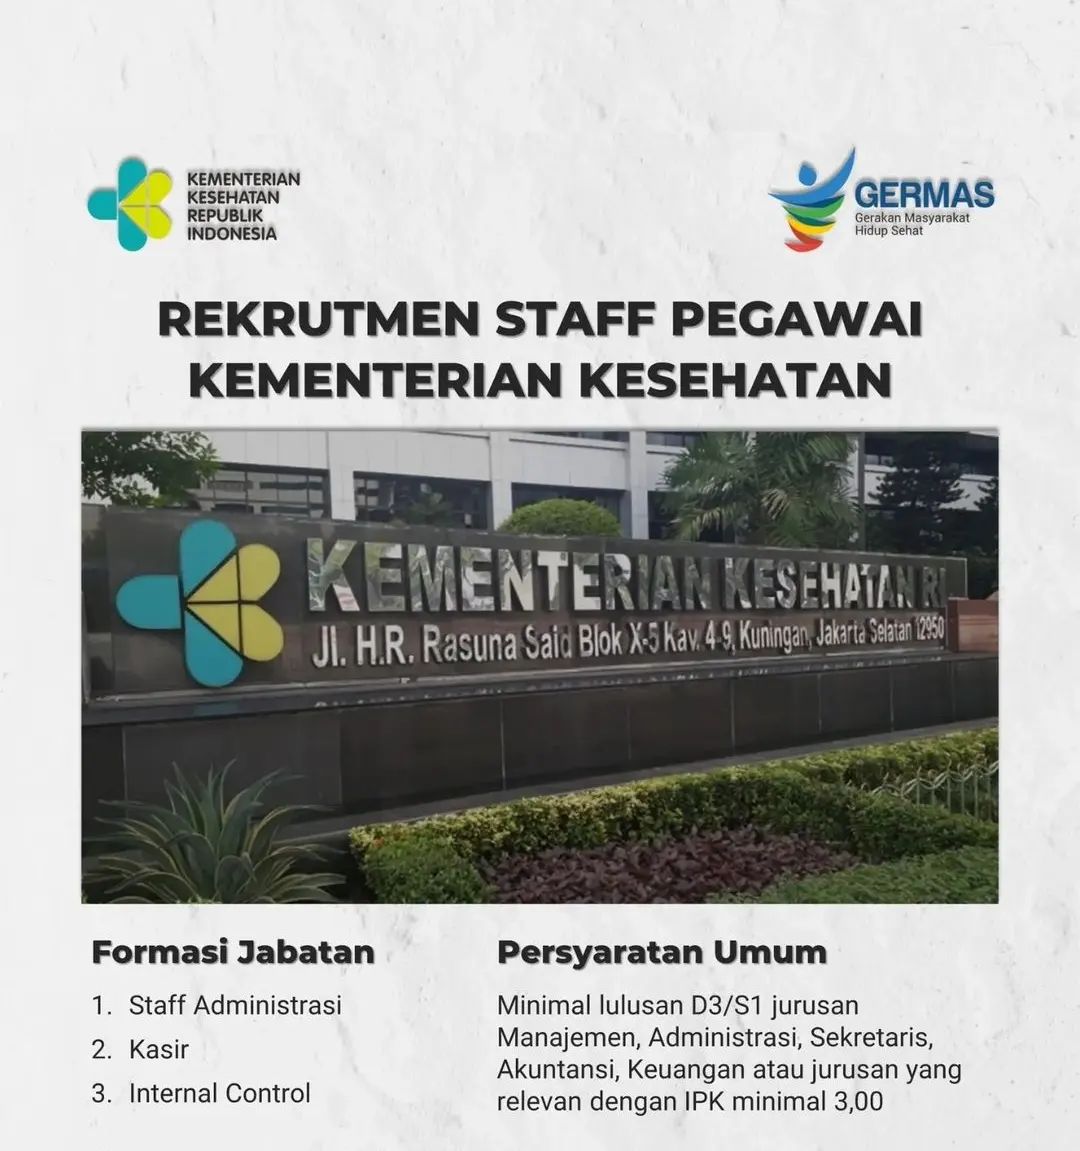 KEMENTERIAN
KESEHATAN
REPUBLIK
INDONESIA
GERMAS
Gerakan Masyarakat
Hidup Sehat
REKRUTMEN STAFF PEGAWAI
KEMENTERIAN KESEHATAN
KEMENTERIAN KESEHATAN RI
Jl. H.R. Rasuna Said Blok X-5 Kav. 4-9, Kuningan, Jakarta Selatan 12950
Formasi Jabatan
1. Staff Administrasi
2. Kasir
3. Internal Control
Persyaratan Umum
Minimal lulusan D3/S1 jurusan
Manajemen, Administrasi, Sekretaris,
Akuntansi, Keuangan atau jurusan yang
relevan dengan IPK minimal 3,00